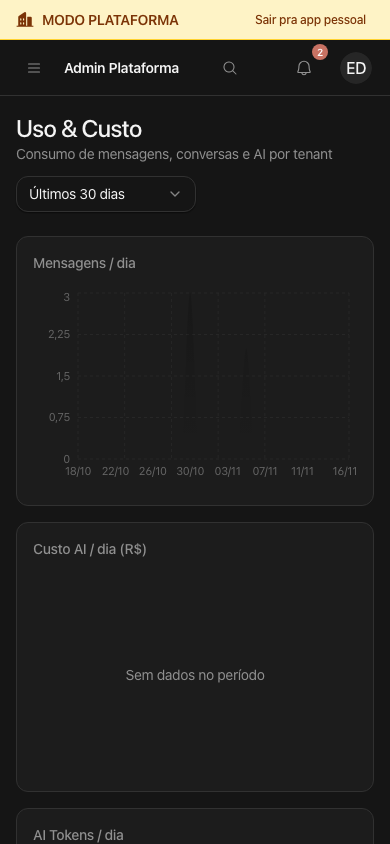 MODO PLATAFORMA
Sair pra app pessoal
Admin Plataforma
2
ED
Uso & Custo
Consumo de mensagens, conversas e AI por tenant
Últimos 30 dias
Mensagens / dia
3
2,25
1,5
0,75
0
18/10 22/10 26/10 30/10 03/11 07/11 11/11 16/11
Custo AI / dia (R$)
Sem dados no período
AI Tokens / dia